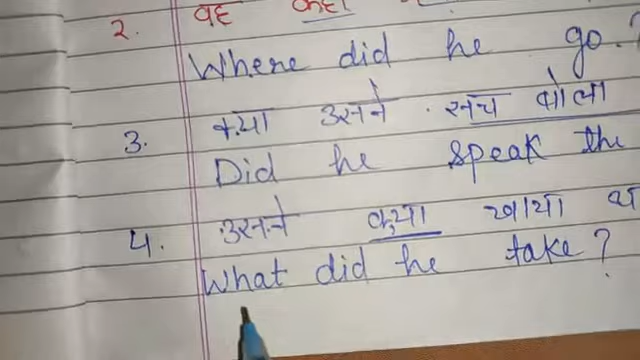 2. वह कहाँ
Where did he go?
3. क्या उसने सच बोला
Did he speak the
4. उसने क्या खाया था
What did he take?